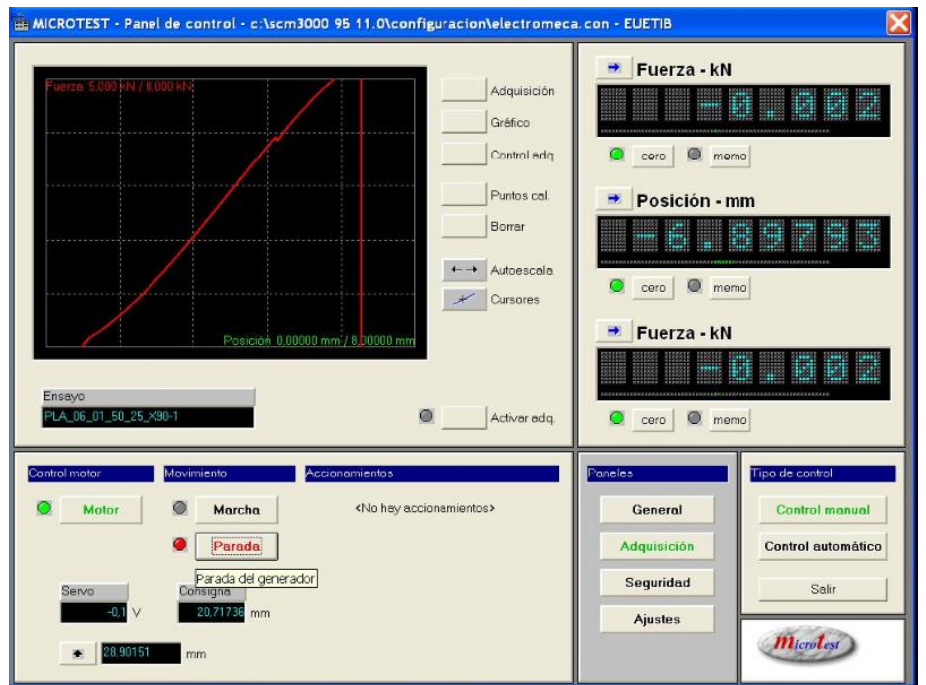 MICROTEST - Panel de control - c:\scm3000 95 11.0\configuracion\electromeca.con - EUETIB
Fuerza 5,000 kN / 8,000 kN
Posición 0,00000 mm / 8,00000 mm
Adquisición
Gráfico
Control adq.
Puntos cal.
Borrar
Autoescala
Cursores
Ensayo
PLA_06_01_50_25_X90-1
Activar adq.
Fuerza - kN
-0.002
cero memo
Posición - mm
-6.89793
cero memo
Fuerza - kN
-0.002
cero memo
Control motor Movimiento Accionamientos
Motor Marcha <No hay accionamientos>
Parada
Parada del generador
Servo Consigna
-0,1 V 20,71736 mm
28.90151 mm
Paneles
General
Adquisición
Seguridad
Ajustes
Tipo de control
Control manual
Control automático
Salir
Microtest